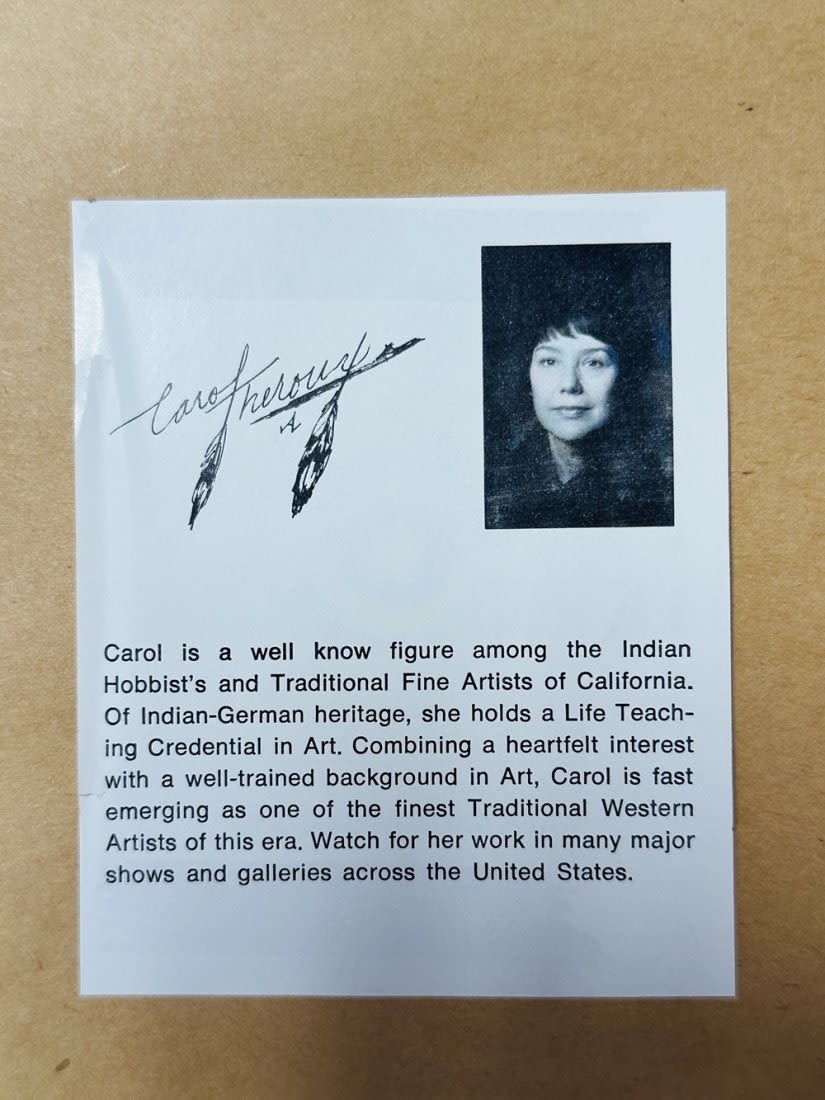 Carol Theroux
Carol is a well know figure among the Indian
Hobbist's and Traditional Fine Artists of California.
Of Indian-German heritage, she holds a Life Teach-
ing Credential in Art. Combining a heartfelt interest
with a well-trained background in Art, Carol is fast
emerging as one of the finest Traditional Western
Artists of this era. Watch for her work in many major
shows and galleries across the United States.